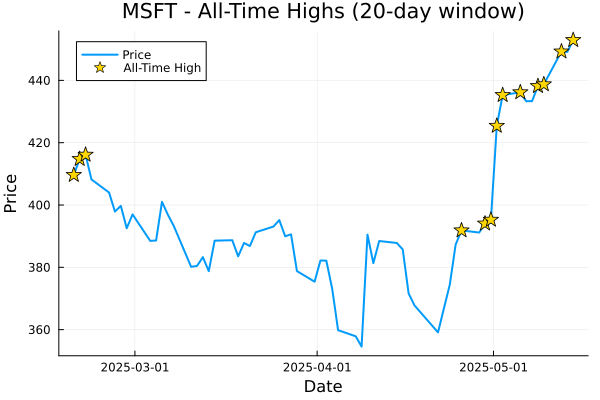 MSFT - All-Time Highs (20-day window)
Price
All-Time High
440
420
400
380
360
Price
2025-03-01
2025-04-01
2025-05-01
Date